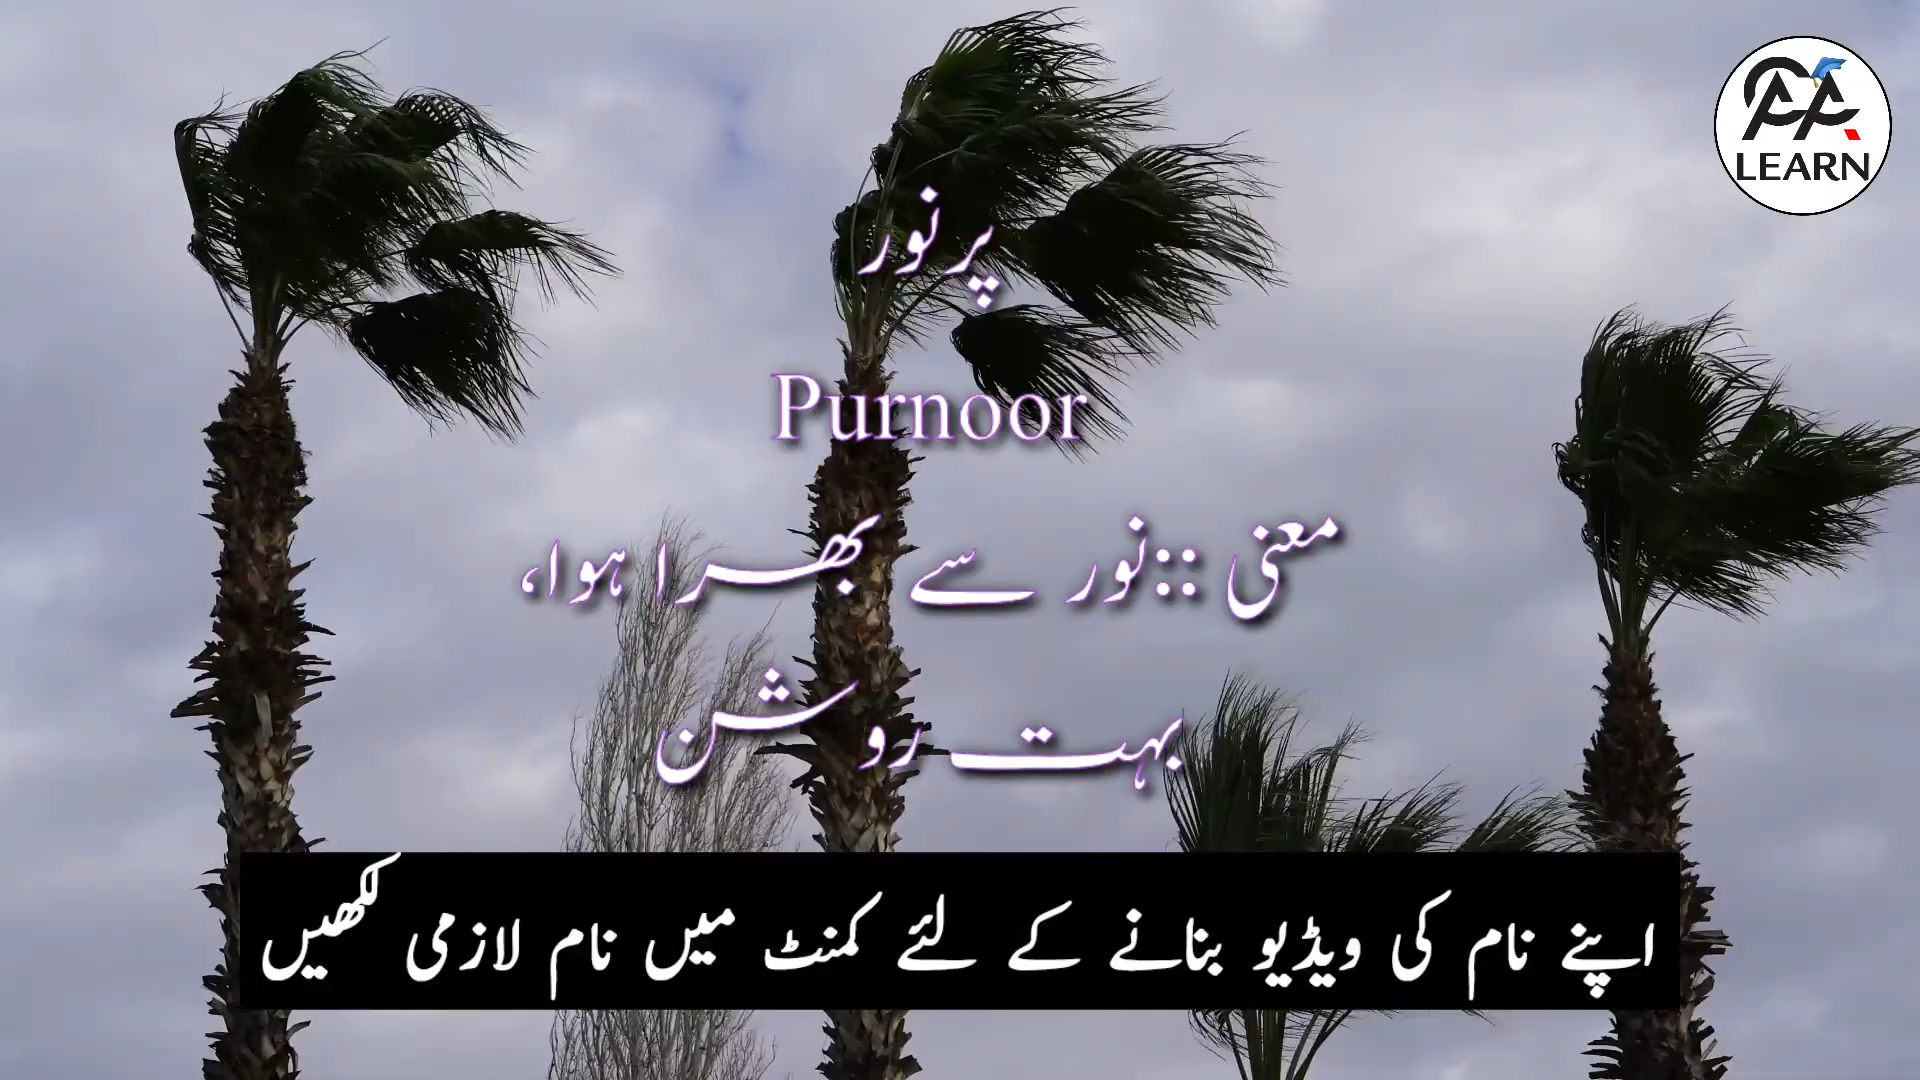 LEARN
پرنور
Purnoor
معنی ::نور سے بھرا ہوا،
بہت روشن
اپنے نام کی ویڈیو بنانے کے لئے کمنٹ میں نام لازمی لکھیں